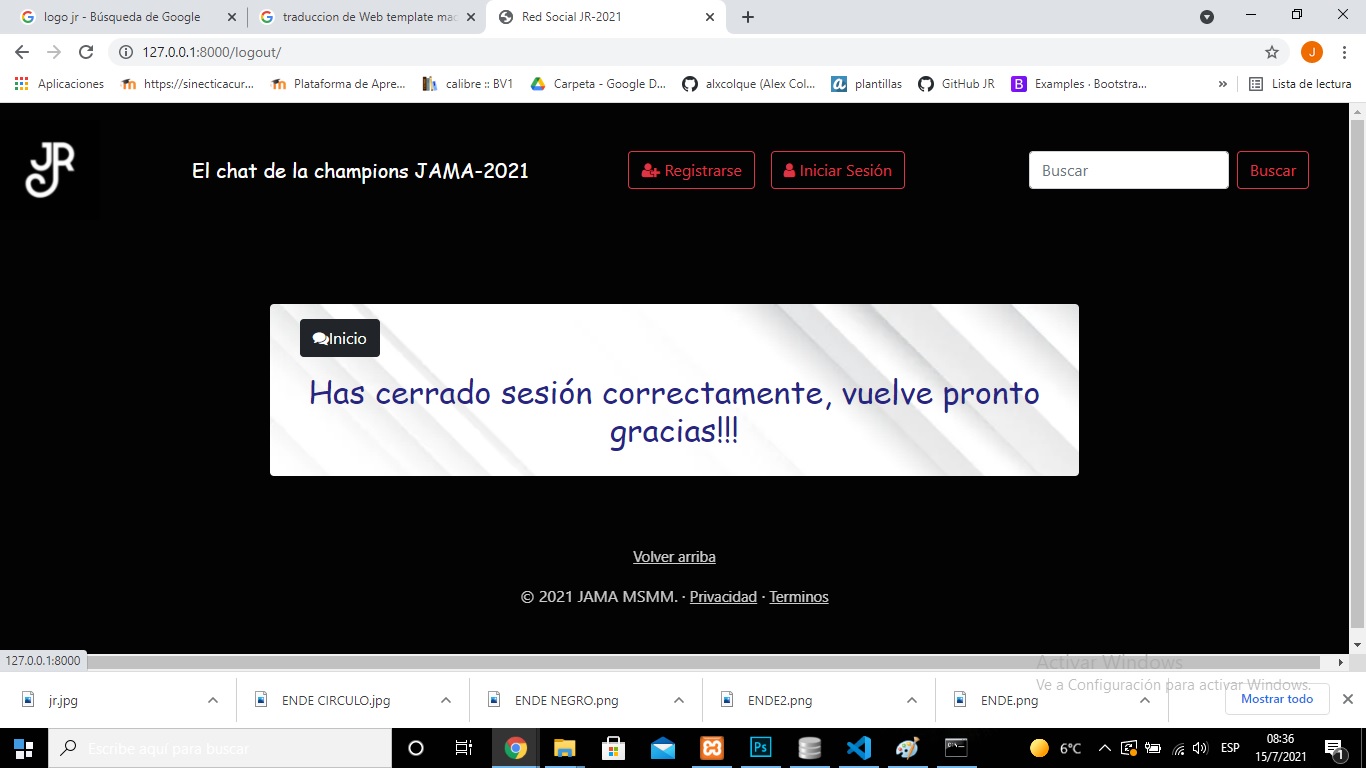 logo jr - Búsqueda de Google
traduccion de Web template mac
Red Social JR-2021
127.0.0.1:8000/logout/
J
Aplicaciones
https://sinecticacur...
Plataforma de Apre...
calibre :: BV1
Carpeta - Google D...
alxcolque (Alex Col...
plantillas
GitHub JR
B Examples · Bootstra...
»
Lista de lectura
JR
El chat de la champions JAMA-2021
Registrarse
Iniciar Sesión
Buscar
Buscar
Inicio
Has cerrado sesión correctamente, vuelve pronto
gracias!!!
Volver arriba
© 2021 JAMA MSMM. · Privacidad · Terminos
127.0.0.1:8000
Activar Windows
Ve a Configuración para activar Windows.
jr.jpg
ENDE CIRCULO.jpg
ENDE NEGRO.png
ENDE2.png
ENDE.png
Mostrar todo
Escribe aquí para buscar
Ps
6°C
ESP
08:36
15/7/2021
1